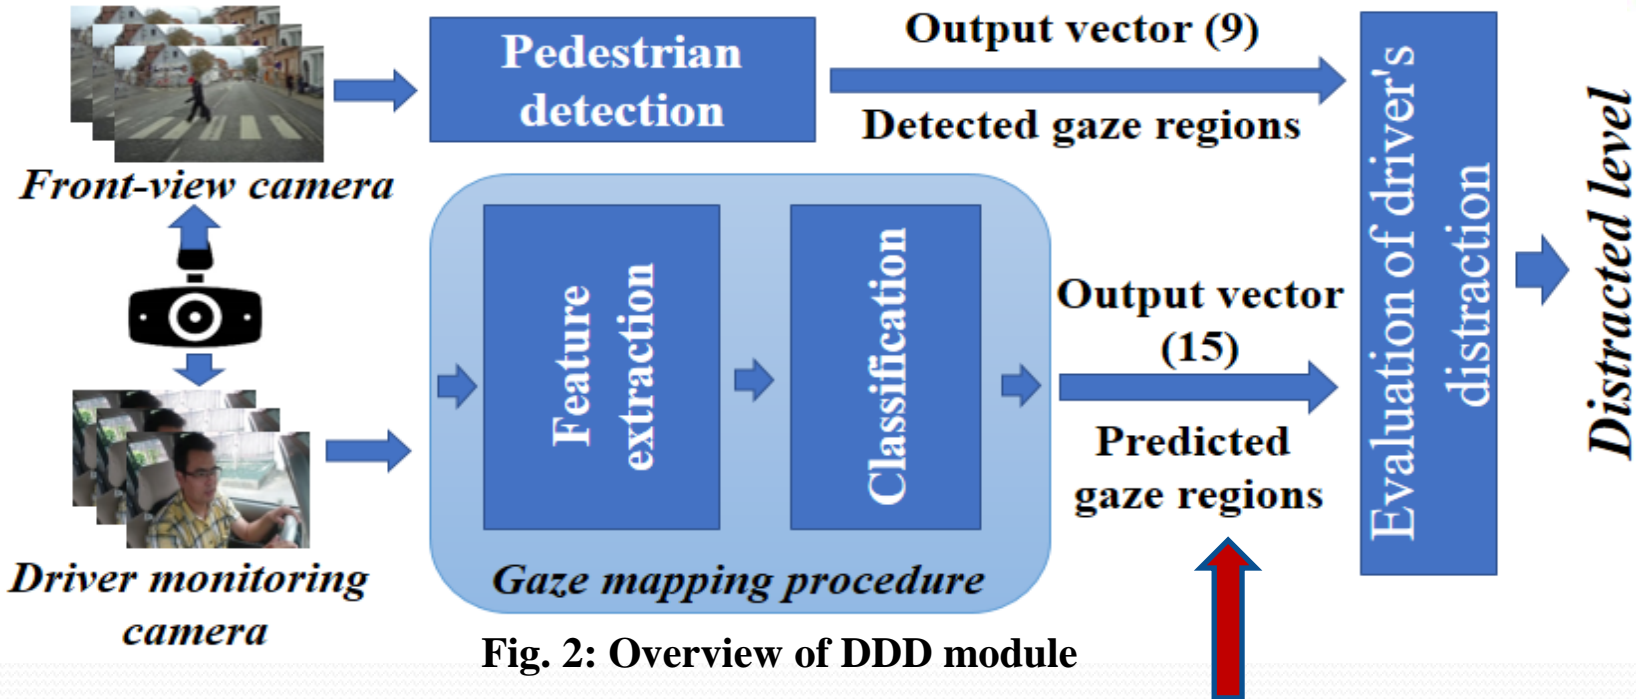 Pedestrian
detection
Output vector (9)
Detected gaze regions
Front-view camera
Feature
extraction
Classification
Output vector
(15)
Predicted
gaze regions
Evaluation of driver's
distraction
Distracted level
Driver monitoring
camera
Gaze mapping procedure
Fig. 2: Overview of DDD module